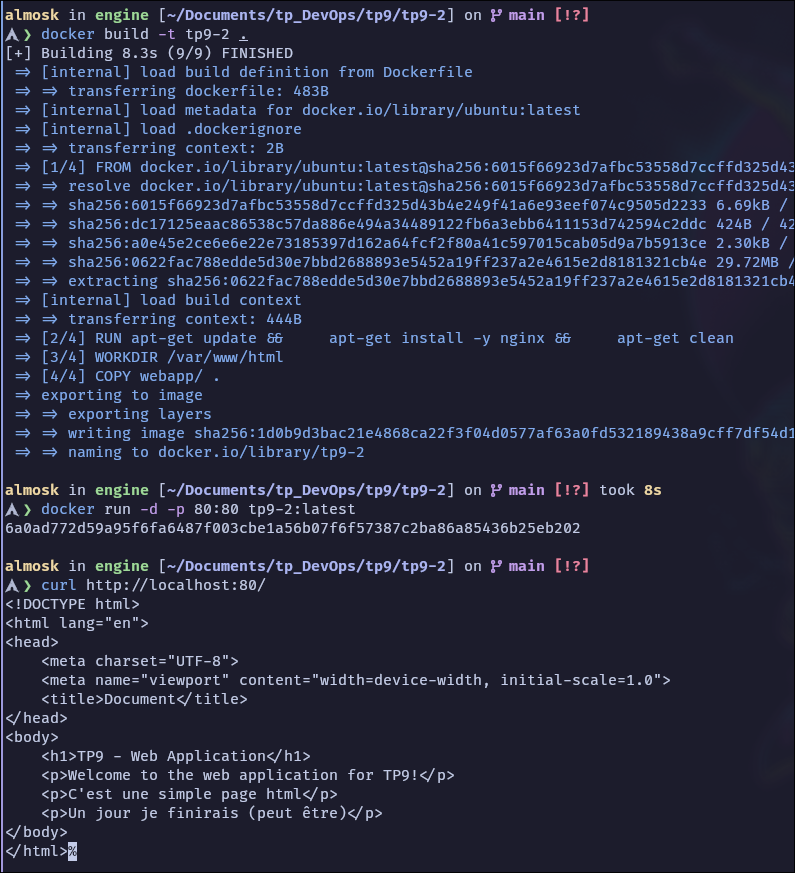 almosk in engine [~/Documents/tp_DevOps/tp9/tp9-2] on main [!?]
❯ docker build -t tp9-2 .
[+] Building 8.3s (9/9) FINISHED
=> [internal] load build definition from Dockerfile
=> => transferring dockerfile: 483B
=> [internal] load metadata for docker.io/library/ubuntu:latest
=> [internal] load .dockerignore
=> => transferring context: 2B
=> [1/4] FROM docker.io/library/ubuntu:latest@sha256:6015f66923d7afbc53558d7ccffd325d43
=> => resolve docker.io/library/ubuntu:latest@sha256:6015f66923d7afbc53558d7ccffd325d43
=> => sha256:6015f66923d7afbc53558d7ccffd325d43b4e249f41a6e93eef074c9505d2233 6.69kB /
=> => sha256:dc17125eaac86538c57da886e494a34489122fb6a3ebb6411153d742594c2ddc 424B / 42
=> => sha256:a0e45e2ce6e6e22e73185397d162a64fcf2f80a41c597015cab05d9a7b5913ce 2.30kB /
=> => sha256:0622fac788edde5d30e7bbd2688893e5452a19ff237a2e4615e2d8181321cb4e 29.72MB /
=> => extracting sha256:0622fac788edde5d30e7bbd2688893e5452a19ff237a2e4615e2d8181321cb4
=> [internal] load build context
=> => transferring context: 444B
=> [2/4] RUN apt-get update &&     apt-get install -y nginx &&     apt-get clean
=> [3/4] WORKDIR /var/www/html
=> [4/4] COPY webapp/ .
=> exporting to image
=> => exporting layers
=> => writing image sha256:1d0b9d3bac21e4868ca22f3f04d0577af63a0fd532189438a9cff7df54d1
=> => naming to docker.io/library/tp9-2
almosk in engine [~/Documents/tp_DevOps/tp9/tp9-2] on main [!?] took 8s
❯ docker run -d -p 80:80 tp9-2:latest
6a0ad772d59a95f6fa6487f003cbe1a56b07f6f57387c2ba86a85436b25eb202
almosk in engine [~/Documents/tp_DevOps/tp9/tp9-2] on main [!?]
❯ curl http://localhost:80/
<!DOCTYPE html>
<html lang="en">
<head>
    <meta charset="UTF-8">
    <meta name="viewport" content="width=device-width, initial-scale=1.0">
    <title>Document</title>
</head>
<body>
    <h1>TP9 - Web Application</h1>
    <p>Welcome to the web application for TP9!</p>
    <p>C'est une simple page html</p>
    <p>Un jour je finirais (peut être)</p>
</body>
</html>%